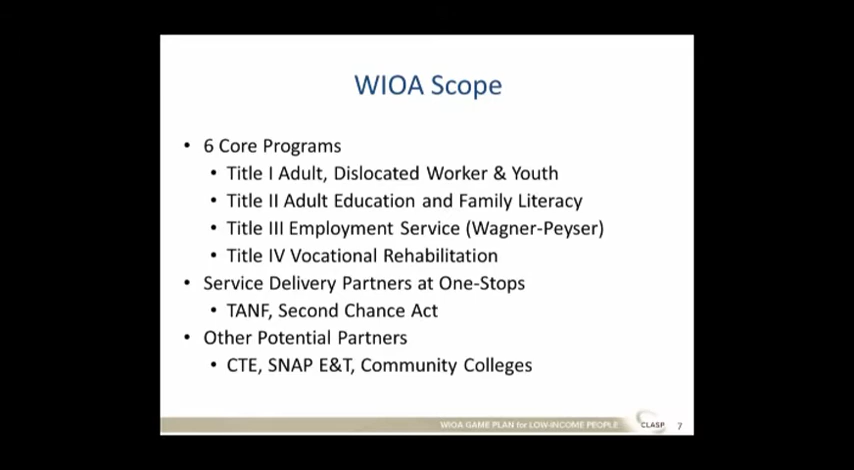 WIOA Scope
• 6 Core Programs
• Title I Adult, Dislocated Worker & Youth
• Title II Adult Education and Family Literacy
• Title III Employment Service (Wagner-Peyser)
• Title IV Vocational Rehabilitation
• Service Delivery Partners at One-Stops
• TANF, Second Chance Act
• Other Potential Partners
• CTE, SNAP E&T, Community Colleges
WIOA GAME PLAN for LOW-INCOME PEOPLE CLASP 7